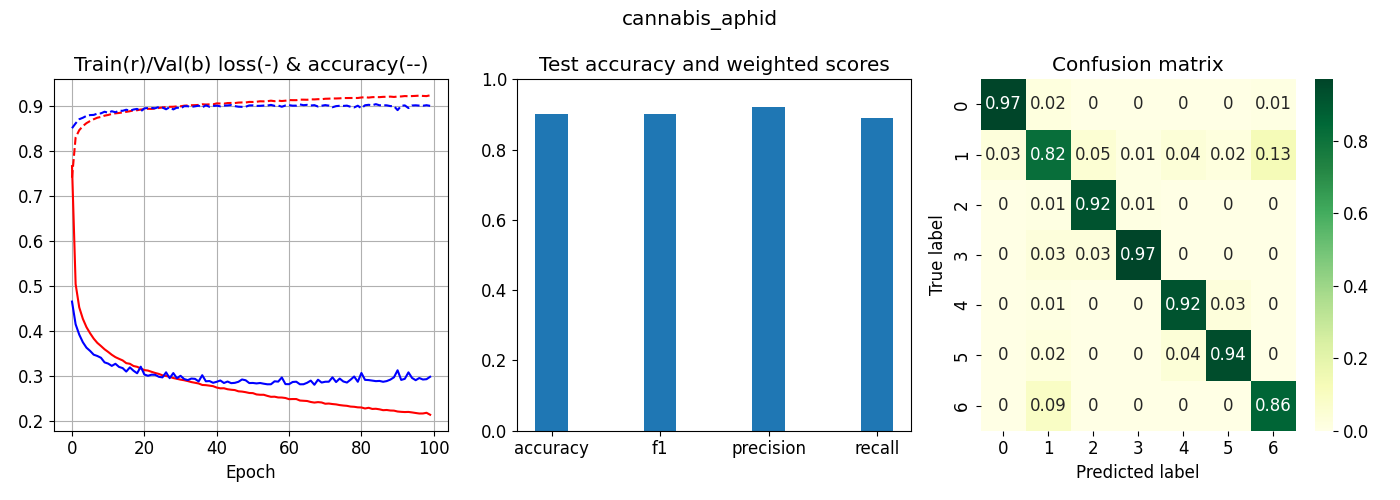 cannabis_aphid
Train(r)/Val(b) loss(-) & accuracy(--)
0.9
0.8
0.7
0.6
0.5
0.4
0.3
0.2
0 20 40 60 80 100
Epoch
Test accuracy and weighted scores
1.0
0.8
0.6
0.4
0.2
0.0
accuracy f1 precision recall
Confusion matrix
True label
0 0.97 0.02 0 0 0 0 0.01
1 0.03 0.82 0.05 0.01 0.04 0.02 0.13
2 0 0.01 0.92 0.01 0 0 0
3 0 0.03 0.03 0.97 0 0 0
4 0 0.01 0 0 0.92 0.03 0
5 0 0.02 0 0 0.04 0.94 0
6 0 0.09 0 0 0 0 0.86
0 1 2 3 4 5 6
Predicted label
0.8
0.6
0.4
0.2
0.0